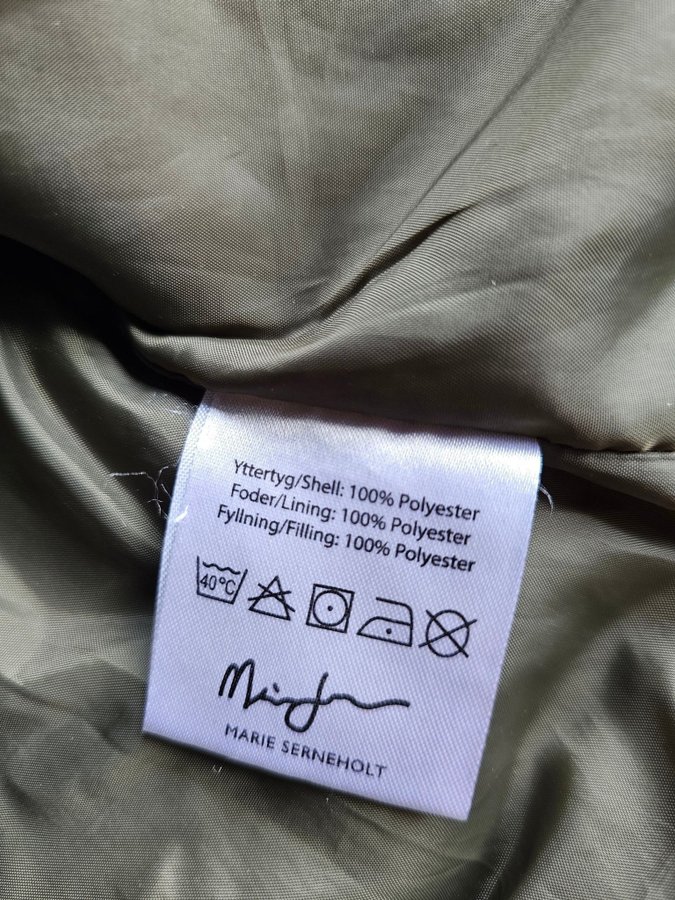 Yttertyg/Shell: 100% Polyester
Foder/Lining: 100% Polyester
Fyllning/Filling: 100% Polyester
40°C
MARIE SERNEHOLT